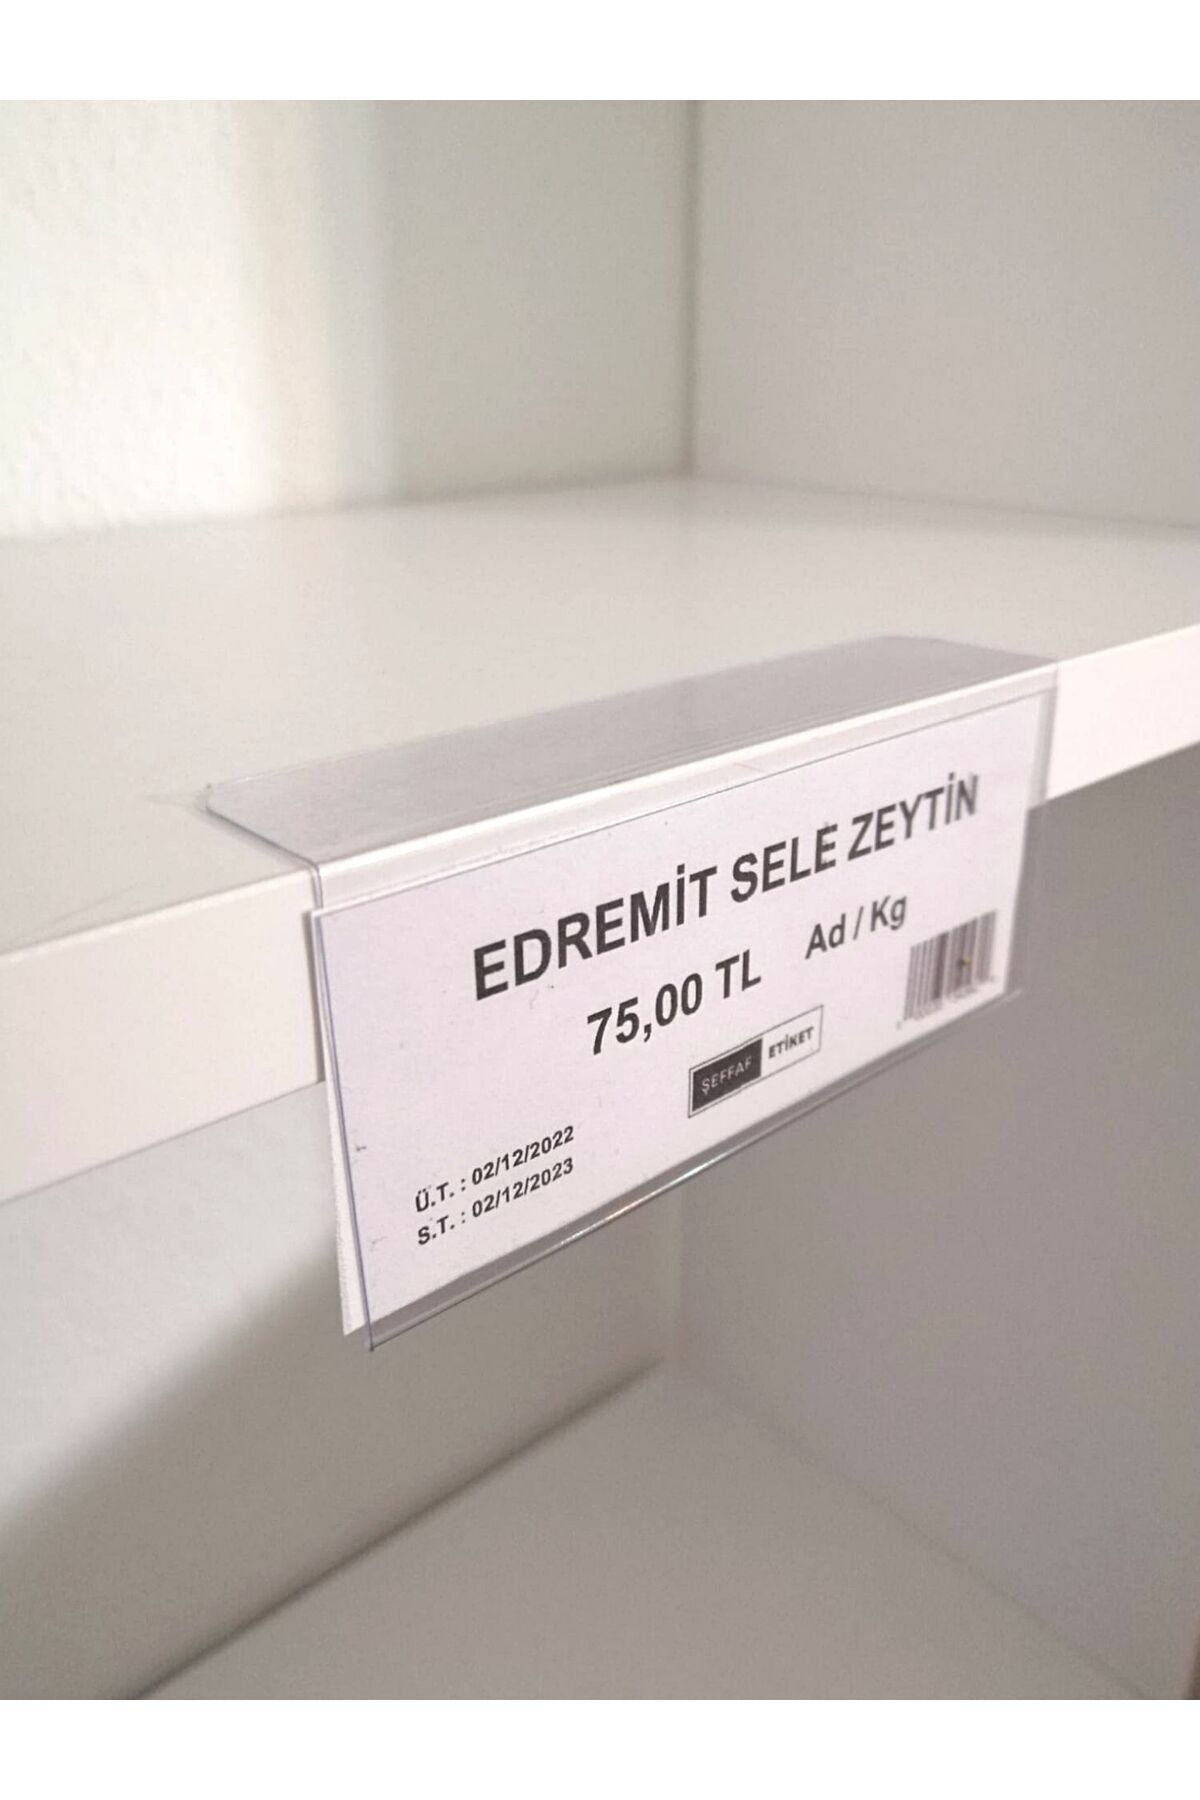 EDREMİT SELE ZEYTİN
75,00 TL Ad / Kg
ŞEFFAF ETİKET
Ü.T. : 02/12/2022
S.T. : 02/12/2023